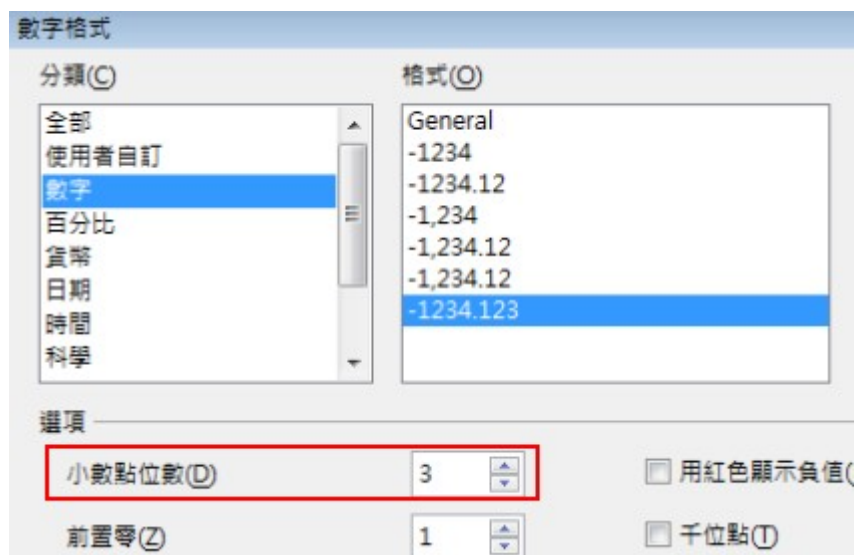 數字格式
分類(C)
格式(O)
全部
使用者自訂
數字
百分比
貨幣
日期
時間
科學
General
-1234
-1234.12
-1,234
-1,234.12
-1,234.12
-1234.123
選項
小數點位數(D) 3
用紅色顯示負值(
前置零(Z) 1
千位點(T)